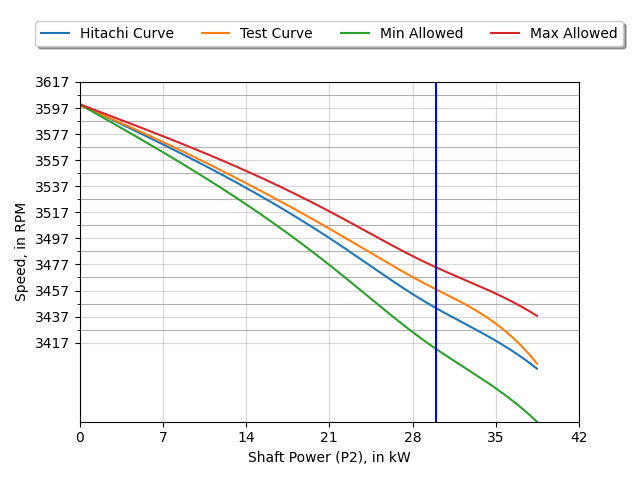 Hitachi Curve Test Curve Min Allowed Max Allowed
3617
3597
3577
3557
3537
3517
3497
3477
3457
3437
3417
Speed, in RPM
0 7 14 21 28 35 42
Shaft Power (P2), in kW